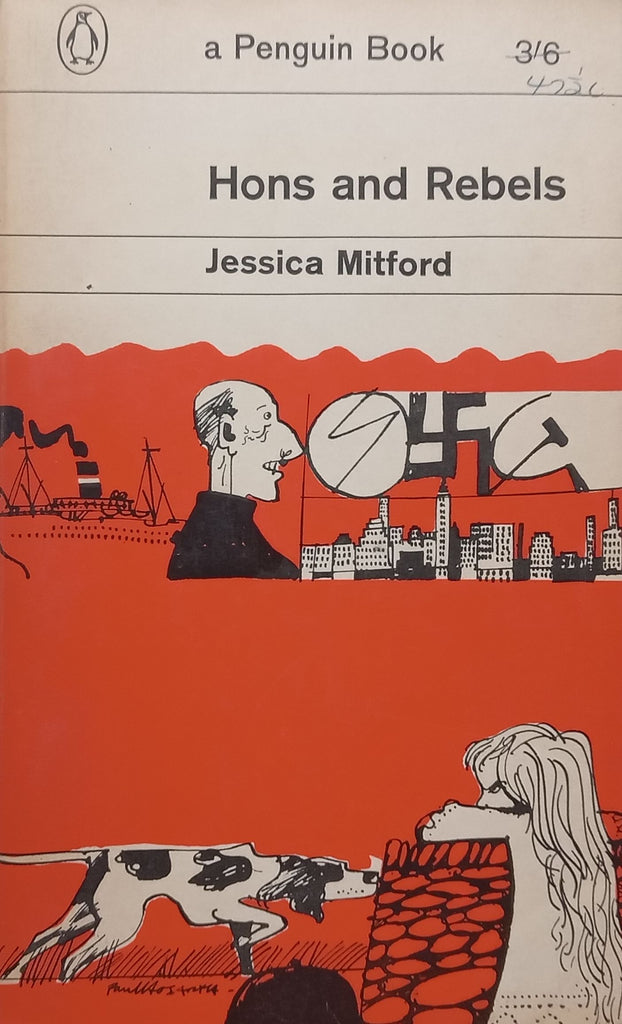 a Penguin Book 3/6
Hons and Rebels
Jessica Mitford